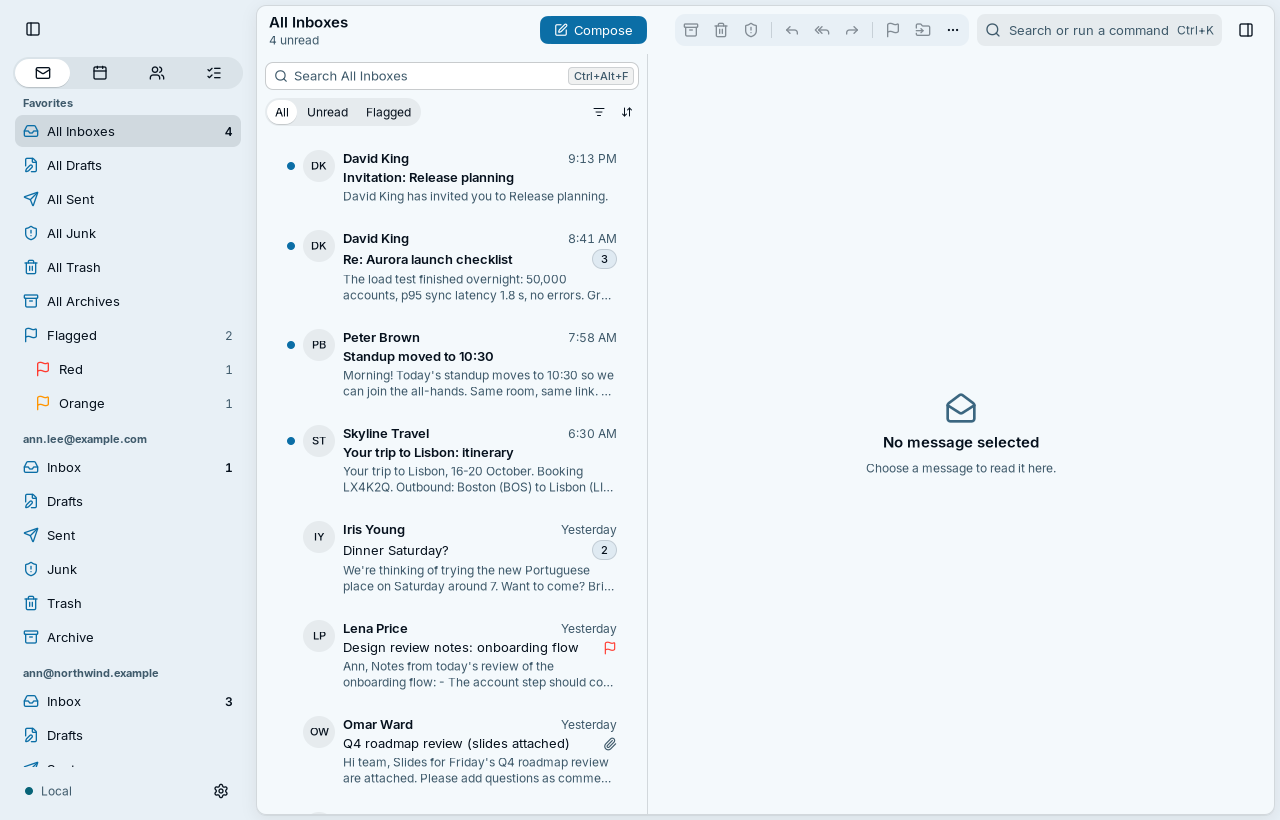 Favorites
All Inboxes 4
All Drafts
All Sent
All Junk
All Trash
All Archives
Flagged 2
Red 1
Orange 1
ann.lee@example.com
Inbox 1
Drafts
Sent
Junk
Trash
Archive
ann@northwind.example
Inbox 3
Drafts
Local
All Inboxes
4 unread
Compose
Search or run a command Ctrl+K
Search All Inboxes Ctrl+Alt+F
All Unread Flagged
DK David King 9:13 PM
Invitation: Release planning
David King has invited you to Release planning.
DK David King 8:41 AM
Re: Aurora launch checklist 3
The load test finished overnight: 50,000
accounts, p95 sync latency 1.8 s, no errors. Gr…
PB Peter Brown 7:58 AM
Standup moved to 10:30
Morning! Today's standup moves to 10:30 so we
can join the all-hands. Same room, same link. …
ST Skyline Travel 6:30 AM
Your trip to Lisbon: itinerary
Your trip to Lisbon, 16-20 October. Booking
LX4K2Q. Outbound: Boston (BOS) to Lisbon (LI…
IY Iris Young Yesterday
Dinner Saturday? 2
We're thinking of trying the new Portuguese
place on Saturday around 7. Want to come? Bri…
LP Lena Price Yesterday
Design review notes: onboarding flow
Ann, Notes from today's review of the
onboarding flow: - The account step should co…
OW Omar Ward Yesterday
Q4 roadmap review (slides attached)
Hi team, Slides for Friday's Q4 roadmap review
are attached. Please add questions as comme…
No message selected
Choose a message to read it here.